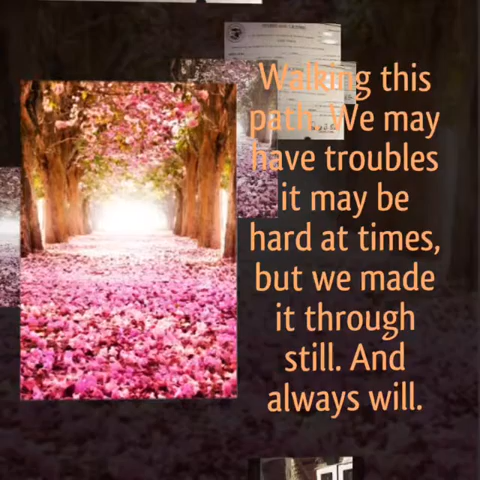 Walking this
path. We may
have troubles
it may be
hard at times,
but we made
it through
still. And
always will.